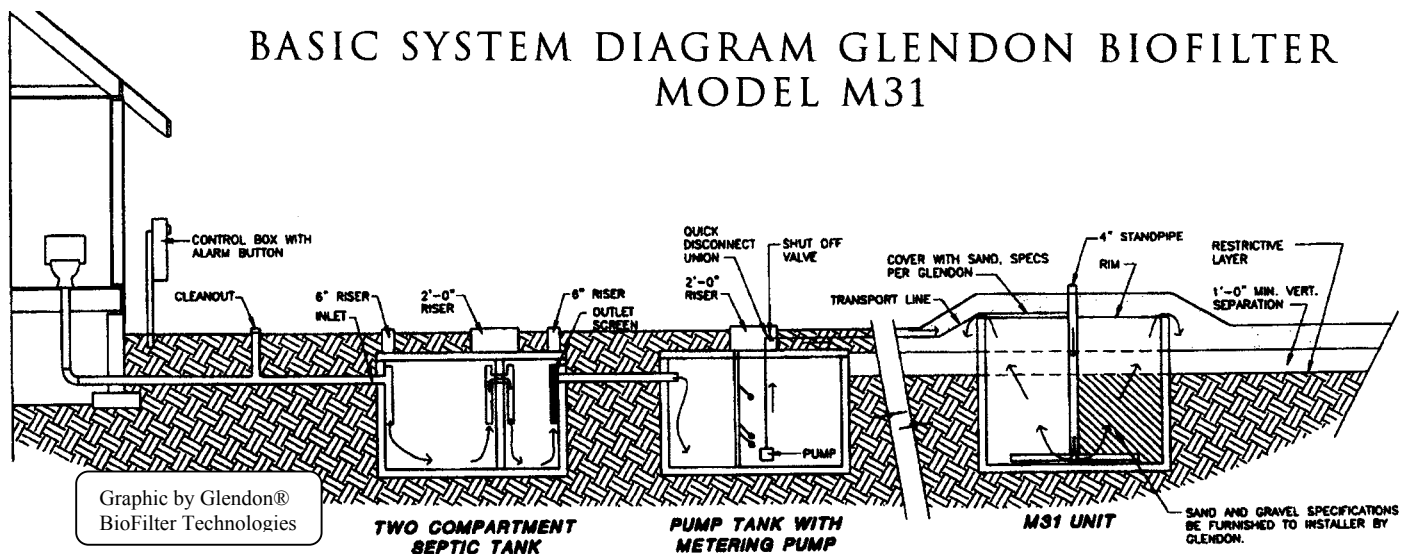 BASIC SYSTEM DIAGRAM GLENDON BIOFILTER
MODEL M31
CONTROL BOX WITH
ALARM BUTTON
CLEANOUT
6" RISER
INLET
2'-0"
RISER
6" RISER
OUTLET
SCREEN
QUICK
DISCONNECT
UNION
2'-0"
RISER
SHUT OFF
VALVE
PUMP
TRANSPORT LINE
COVER WITH SAND, SPECS
PER GLENDON
4" STANDPIPE
RIM
RESTRICTIVE
LAYER
1'-0" MIN. VERT.
SEPARATION
Graphic by Glendon®
BioFilter Technologies
TWO COMPARTMENT
SEPTIC TANK
PUMP TANK WITH
METERING PUMP
M31 UNIT
SAND AND GRAVEL SPECIFICATIONS
BE FURNISHED TO INSTALLER BY
GLENDON.